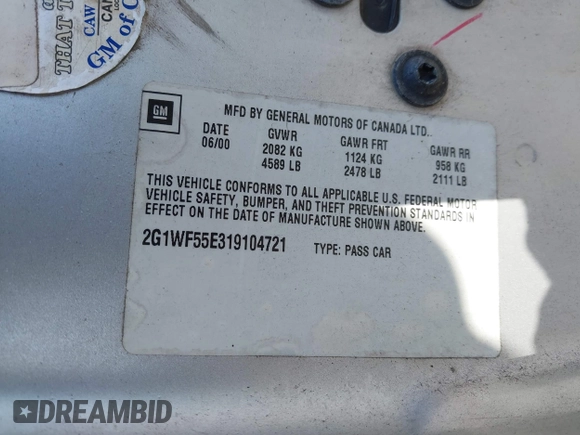 THAT T
CAW
CAN
LOC
GM of C
GM
MFD BY GENERAL MOTORS OF CANADA LTD..
DATE GVWR GAWR FRT GAWR RR
06/00 2082 KG 1124 KG 958 KG
4589 LB 2478 LB 2111 LB
THIS VEHICLE CONFORMS TO ALL APPLICABLE U.S. FEDERAL MOTOR
VEHICLE SAFETY, BUMPER, AND THEFT PREVENTION STANDARDS IN
EFFECT ON THE DATE OF MANUFACTURE SHOWN ABOVE.
2G1WF55E319104721 TYPE: PASS CAR
DREAMBID